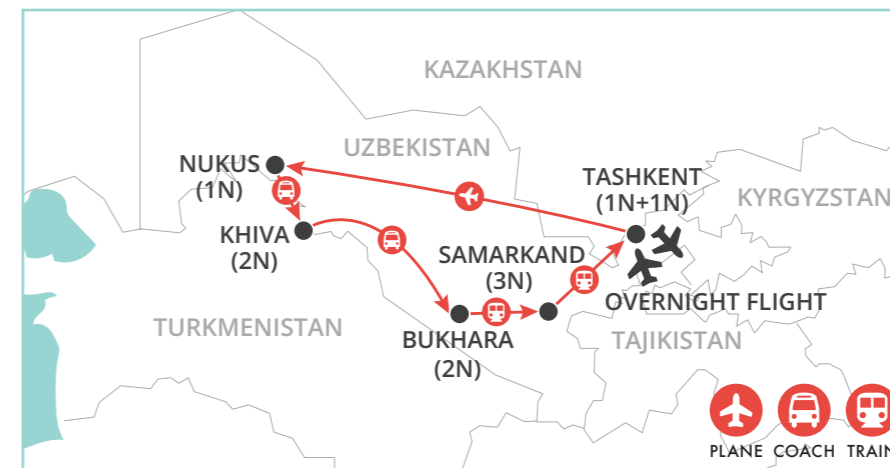 KAZAKHSTAN
UZBEKISTAN
NUKUS
(1N)
TASHKENT
(1N+1N)
KYRGYZSTAN
KHIVA
(2N)
SAMARKAND
(3N)
OVERNIGHT FLIGHT
TURKMENISTAN
BUKHARA
(2N)
TAJIKISTAN
PLANE COACH TRAIN